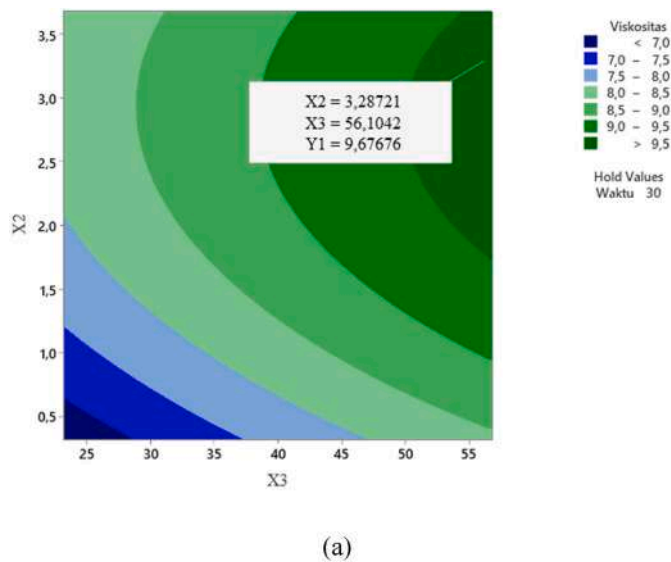 3,5
3,0
2,5
2,0
1,5
1,0
0,5
X2
25 30 35 40 45 50 55
X3
X2 = 3,28721
X3 = 56,1042
Y1 = 9,67676
Viskositas
< 7,0
7,0 – 7,5
7,5 – 8,0
8,0 – 8,5
8,5 – 9,0
9,0 – 9,5
> 9,5
Hold Values
Waktu 30
(a)